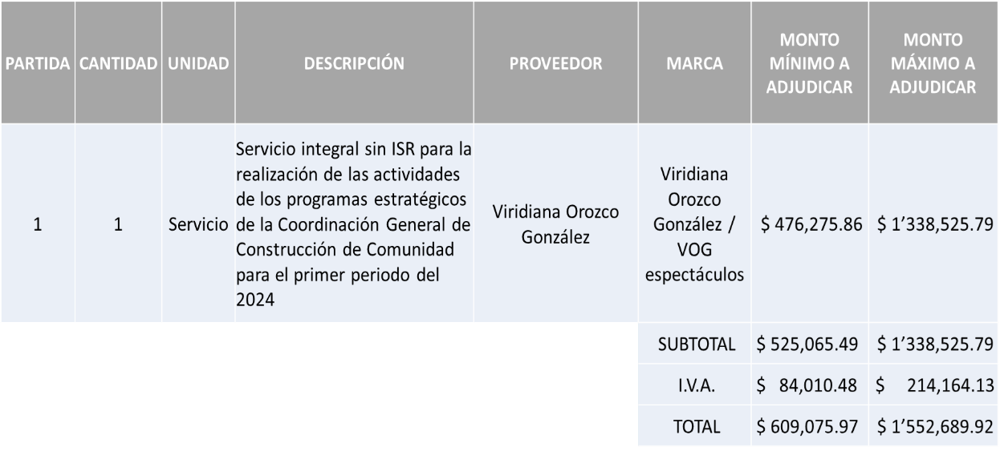 PARTIDA CANTIDAD UNIDAD DESCRIPCIÓN PROVEEDOR MARCA MONTO MÍNIMO A ADJUDICAR MONTO MÁXIMO A ADJUDICAR
1 1 Servicio
Servicio integral sin ISR para la
realización de las actividades
de los programas estratégicos
de la Coordinación General de
Construcción de Comunidad
para el primer periodo del
2024
Viridiana Orozco
González
Viridiana
Orozco
González /
VOG
espectáculos
$ 476,275.86 $ 1’338,525.79
SUBTOTAL $ 525,065.49 $ 1’338,525.79
I.V.A. $ 84,010.48 $ 214,164.13
TOTAL $ 609,075.97 $ 1’552,689.92